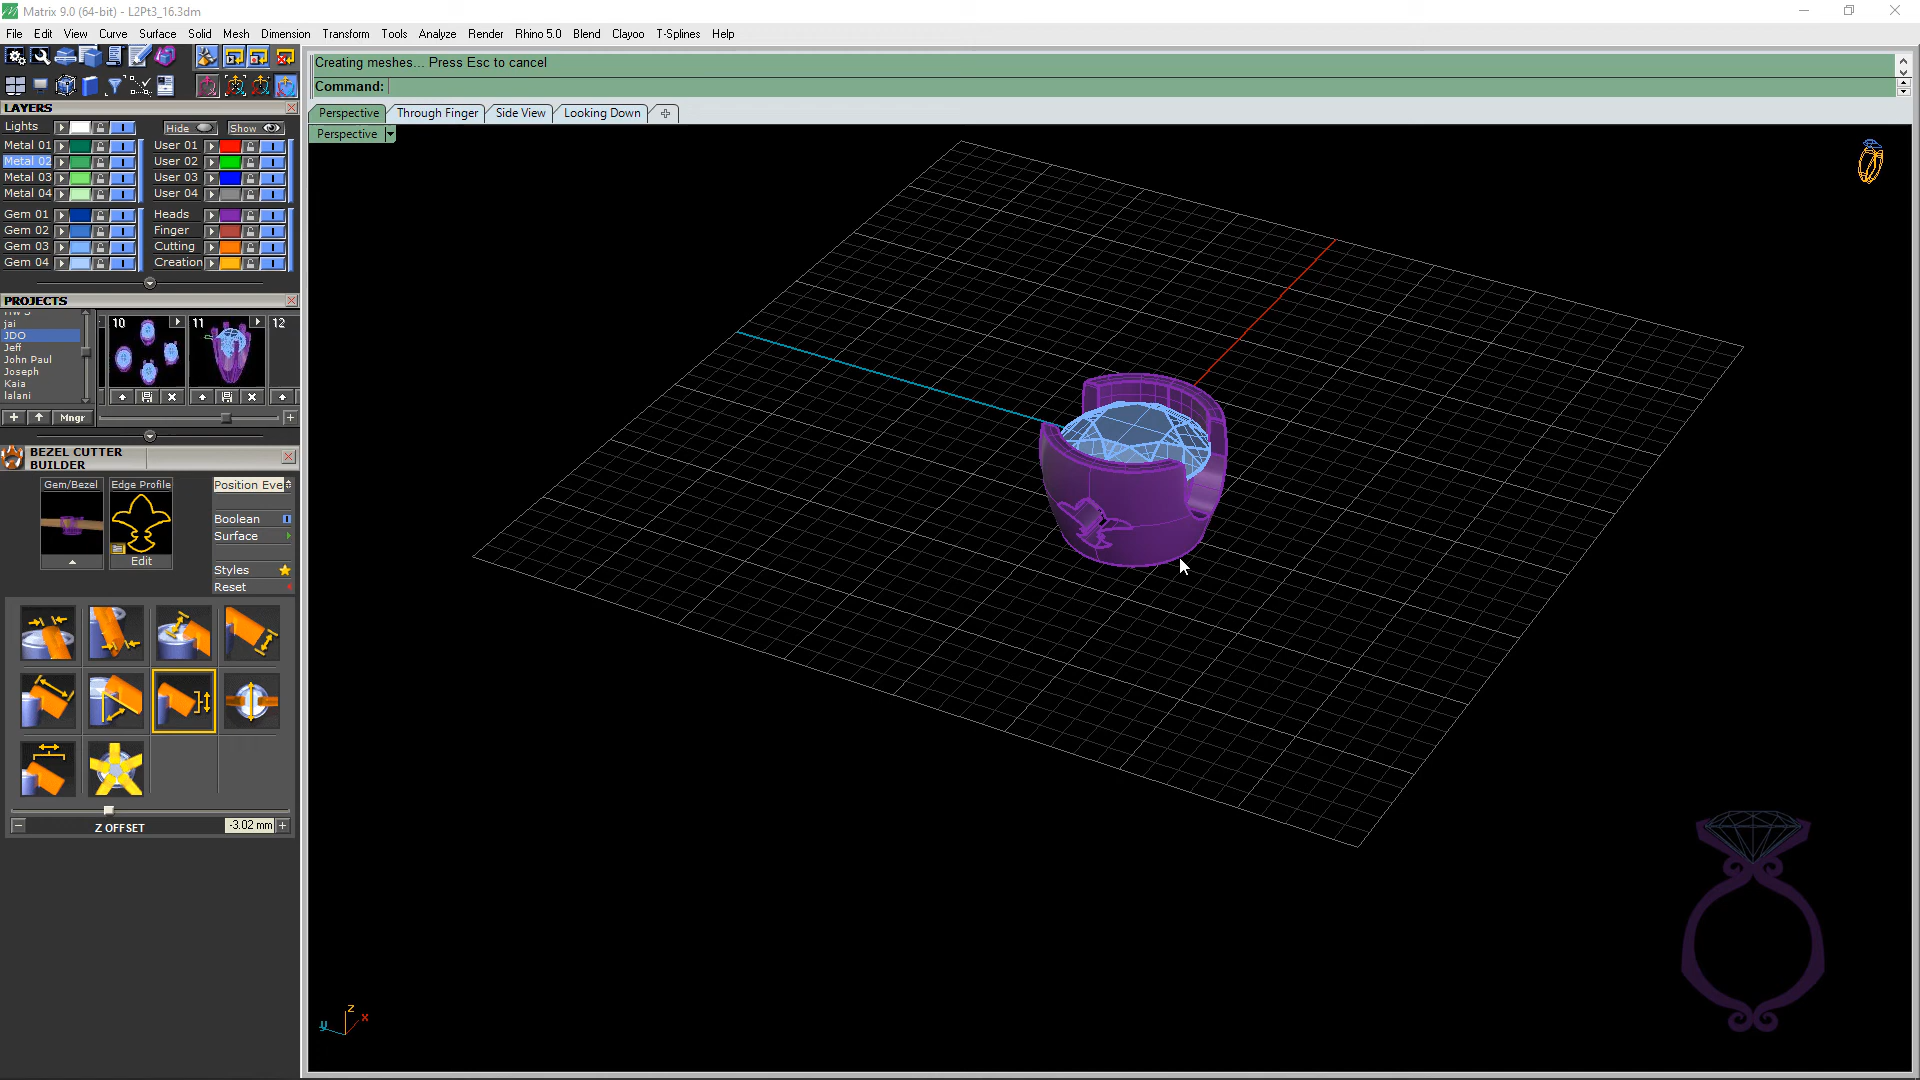 Matrix 9.0 (64-bit) - L2Pt3_16.3dm
File Edit View Curve Surface Solid Mesh Dimension Transform Tools Analyze Render Rhino 5.0 Blend Clayoo T-Splines Help
Creating meshes... Press Esc to cancel
Command:
Perspective Through Finger Side View Looking Down
Perspective
LAYERS
Lights Hide Show
Metal 01 User 01
Metal 02 User 02
Metal 03 User 03
Metal 04 User 04
Gem 01 Heads
Gem 02 Finger
Gem 03 Cutting
Gem 04 Creation
PROJECTS
jai
JDO
Jeff
John Paul
Joseph
Kaia
lalani
10 11 12
+ Mngr +
BEZEL CUTTER
BUILDER
Gem/Bezel Edge Profile Position Eve
Boolean
Surface
Edit
Styles
Reset
Z OFFSET -3.02 mm
z
y x